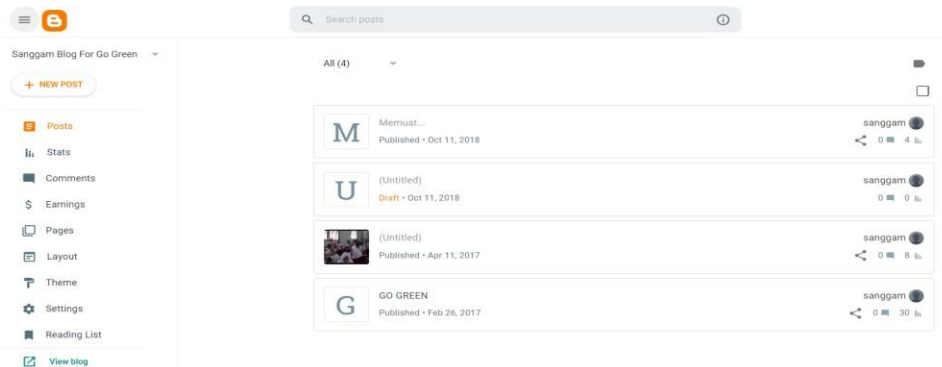 Search posts
Sanggam Blog For Go Green
NEW POST
Posts
Stats
Comments
Earnings
Pages
Layout
Theme
Settings
Reading List
View blog
All (4)
M
Memuat...
sanggam
Published • Oct 11, 2018
0 4
U
(Untitled)
sanggam
Draft • Oct 11, 2018
0 0
(Untitled)
sanggam
Published • Apr 11, 2017
0 8
G
GO GREEN
sanggam
Published • Feb 26, 2017
0 30